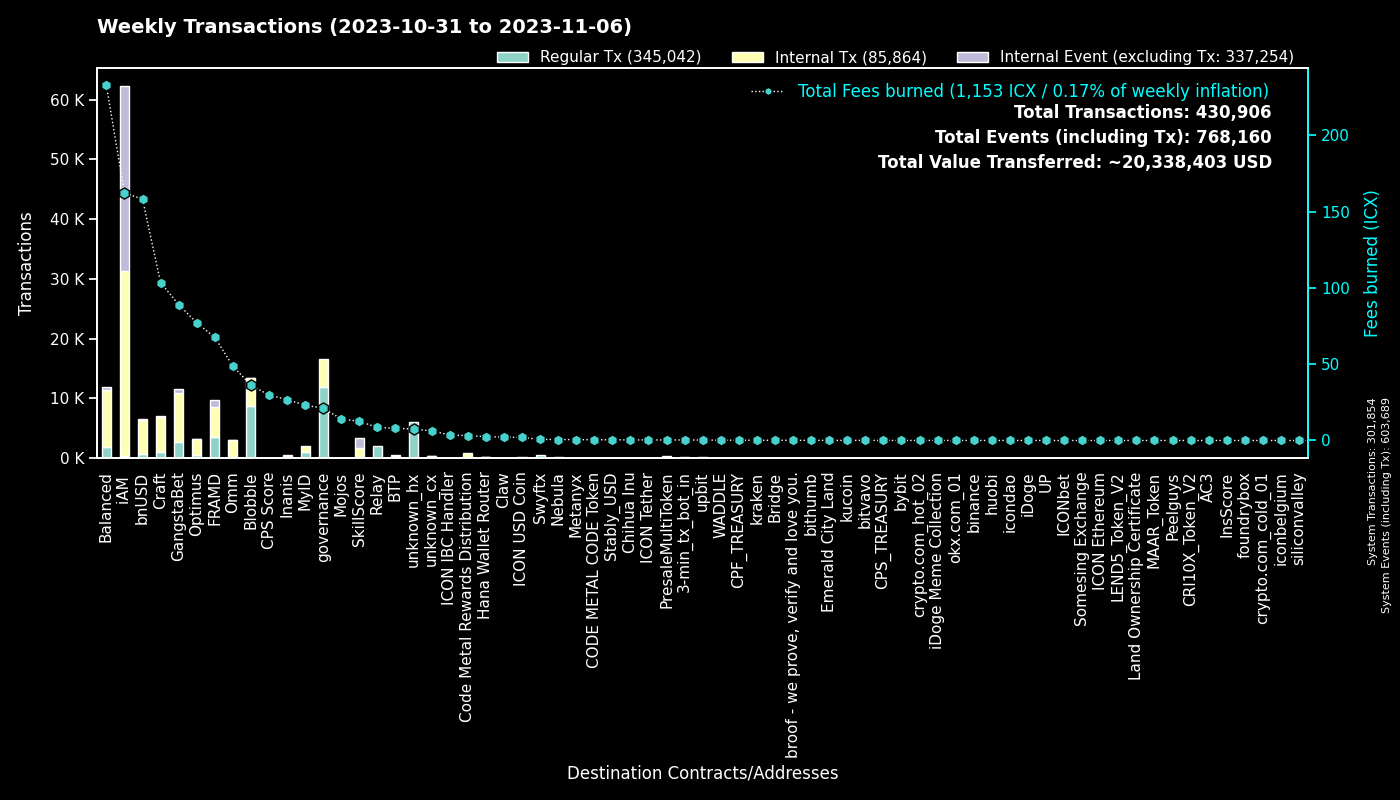 Weekly Transactions (2023-10-31 to 2023-11-06)
Regular Tx (345,042)
Internal Tx (85,864)
Internal Event (excluding Tx: 337,254)
Total Fees burned (1,153 ICX / 0.17% of weekly inflation)
Total Transactions: 430,906
Total Events (including Tx): 768,160
Total Value Transferred: ~20,338,403 USD
Transactions
60 K
50 K
40 K
30 K
20 K
10 K
0 K
200
150
100
50
0
Fees burned (ICX)
System Transactions: 301,854
System Events (including Tx): 603,689
Balanced
iAM
bnUSD
Craft
GangstaBet
Optimus
FRAMD
Omm
Blobble
CPS Score
Inanis
MyID
governance
Mojos
SkillScore
Relay
BTP
unknown_hx
unknown_cx
ICON IBC Handler
Code Metal Rewards Distribution
Hana Wallet Router
Claw
ICON USD Coin
Swyftx
Nebula
Metanyx
CODE METAL CODE Token
Stably_USD
Chihua Inu
ICON Tether
PresaleMultiToken
3-min_tx_bot_in
upbit
WADDLE
CPF_TREASURY
kraken
Bridge
broof - we prove, verify and love you.
bithumb
Emerald City Land
kucoin
bitvavo
CPS_TREASURY
bybit
crypto.com_hot_02
iDoge Meme Collection
okx.com_01
binance
huobi
icondao
iDoge
UP
ICONbet
Somesing Exchange
ICON Ethereum
LEND5_Token_V2
Land Ownership Certificate
MAAR_Token
Peelguys
CR10X_Token_V2
AC3
InsScore
foundrybox
crypto.com_cold_01
iconbelgium
siliconvalley
Destination Contracts/Addresses